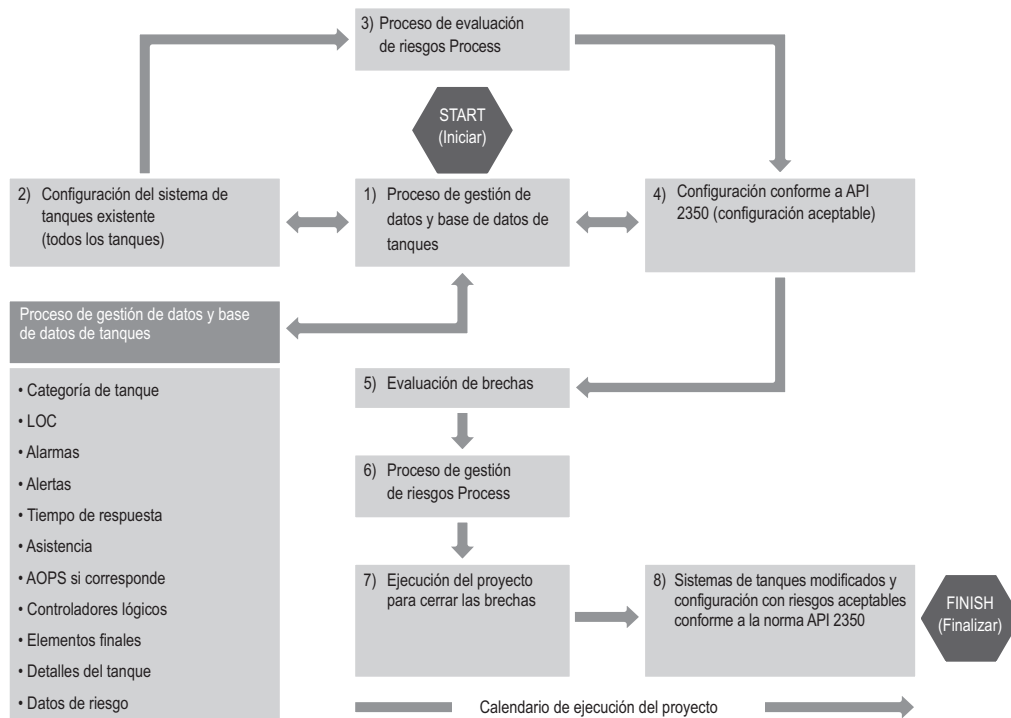 3) Proceso de evaluación
de riesgos Process
START
(Iniciar)
2) Configuración del sistema de
tanques existente
(todos los tanques)
1) Proceso de gestión de
datos y base de datos de
tanques
4) Configuración conforme a API
2350 (configuración aceptable)
Proceso de gestión de datos y base
de datos de tanques
• Categoría de tanque
• LOC
• Alarmas
• Alertas
• Tiempo de respuesta
• Asistencia
• AOPS si corresponde
• Controladores lógicos
• Elementos finales
• Detalles del tanque
• Datos de riesgo
5) Evaluación de brechas
6) Proceso de gestión
de riesgos Process
7) Ejecución del proyecto
para cerrar las brechas
8) Sistemas de tanques modificados y
configuración con riesgos aceptables
conforme a la norma API 2350
FINISH
(Finalizar)
Calendario de ejecución del proyecto